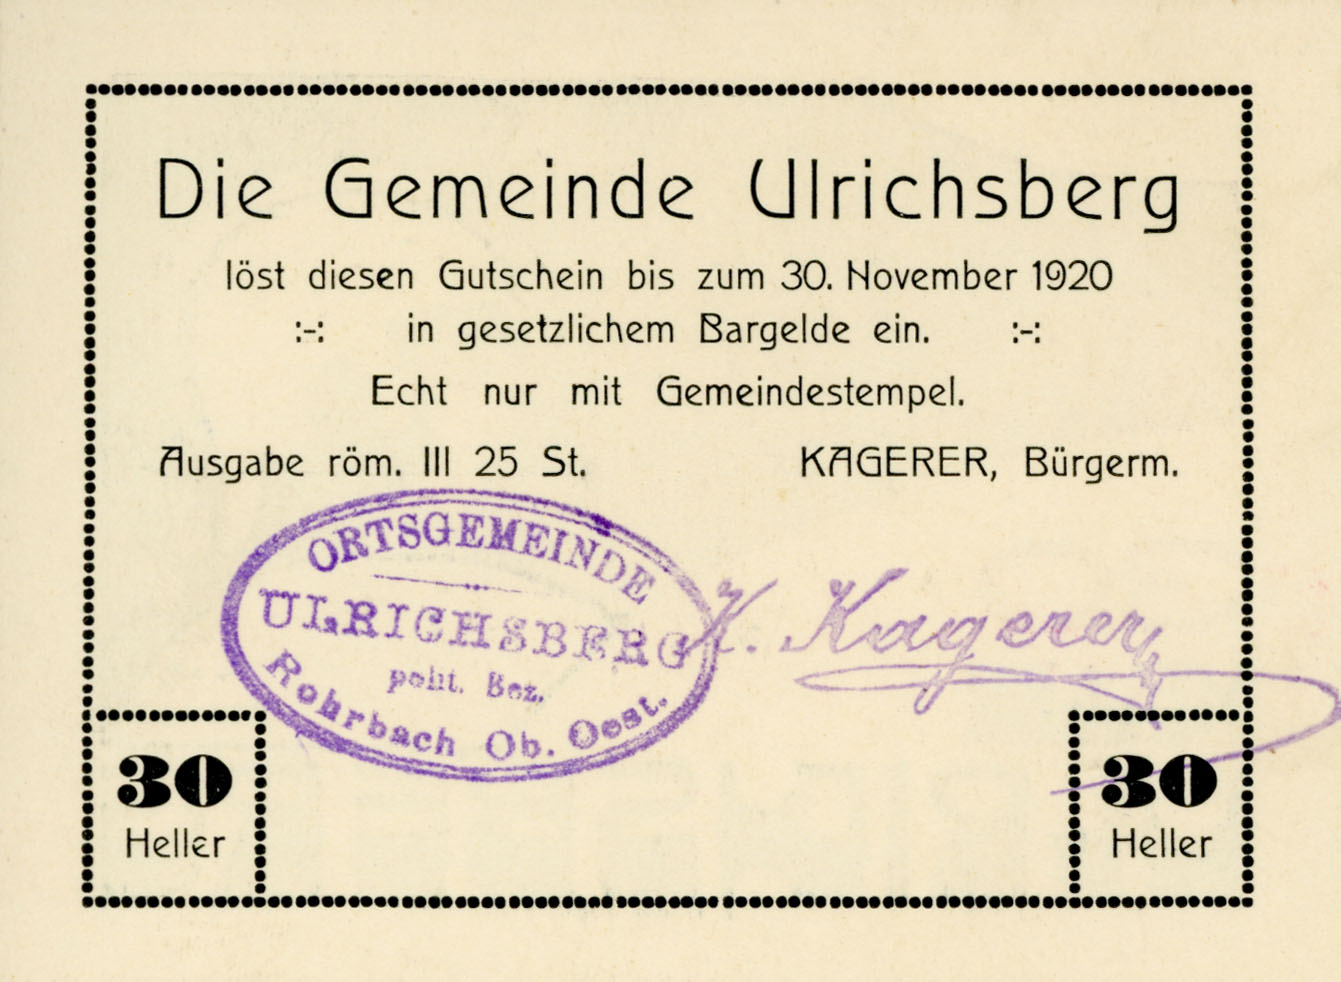 Die Gemeinde Ulrichsberg
löst diesen Gutschein bis zum 30. November 1920
:-: in gesetzlichem Bargelde ein. :-:
Echt nur mit Gemeindestempel.
Ausgabe röm. III 25 St. KAGERER, Bürgerm.
ORTSGEMEINDE
ULRICHSBERG
polit. Bez.
Rohrbach Ob. Oest.
K. Kagerer
30 30
Heller Heller